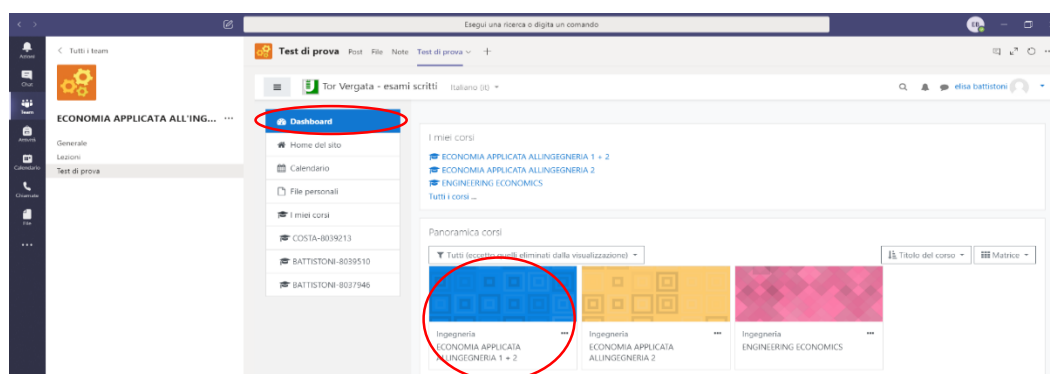 Esegui una ricerca o digita un comando
EB
Attività
Chat
Team
Attività
Calendario
Chiamate
File
Tutti i team
ECONOMIA APPLICATA ALL'ING... ...
Generale
Lezioni
Test di prova
Test di prova Post File Note Test di prova
Tor Vergata - esami scritti Italiano (it)
elisa battistoni
Dashboard
Home del sito
Calendario
File personali
I miei corsi
COSTA-8039213
BATTISTONI-8039510
BATTISTONI-8037946
I miei corsi
ECONOMIA APPLICATA ALLINGEGNERIA 1 + 2
ECONOMIA APPLICATA ALLINGEGNERIA 2
ENGINEERING ECONOMICS
Tutti i corsi ...
Panoramica corsi
Tutti (eccetto quelli eliminati dalla visualizzazione)
Titolo del corso
Matrice
Ingegneria
ECONOMIA APPLICATA
ALLINGEGNERIA 1 + 2
Ingegneria
ECONOMIA APPLICATA
ALLINGEGNERIA 2
Ingegneria
ENGINEERING ECONOMICS